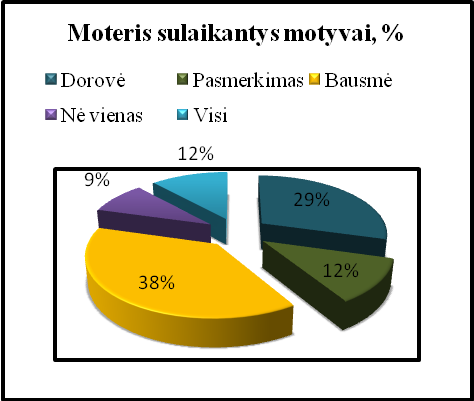 Moteris sulaikantys motyvai, %
Dorovė Pasmerkimas Bausmė
Nė vienas Visi
12%
9%
29%
12%
38%